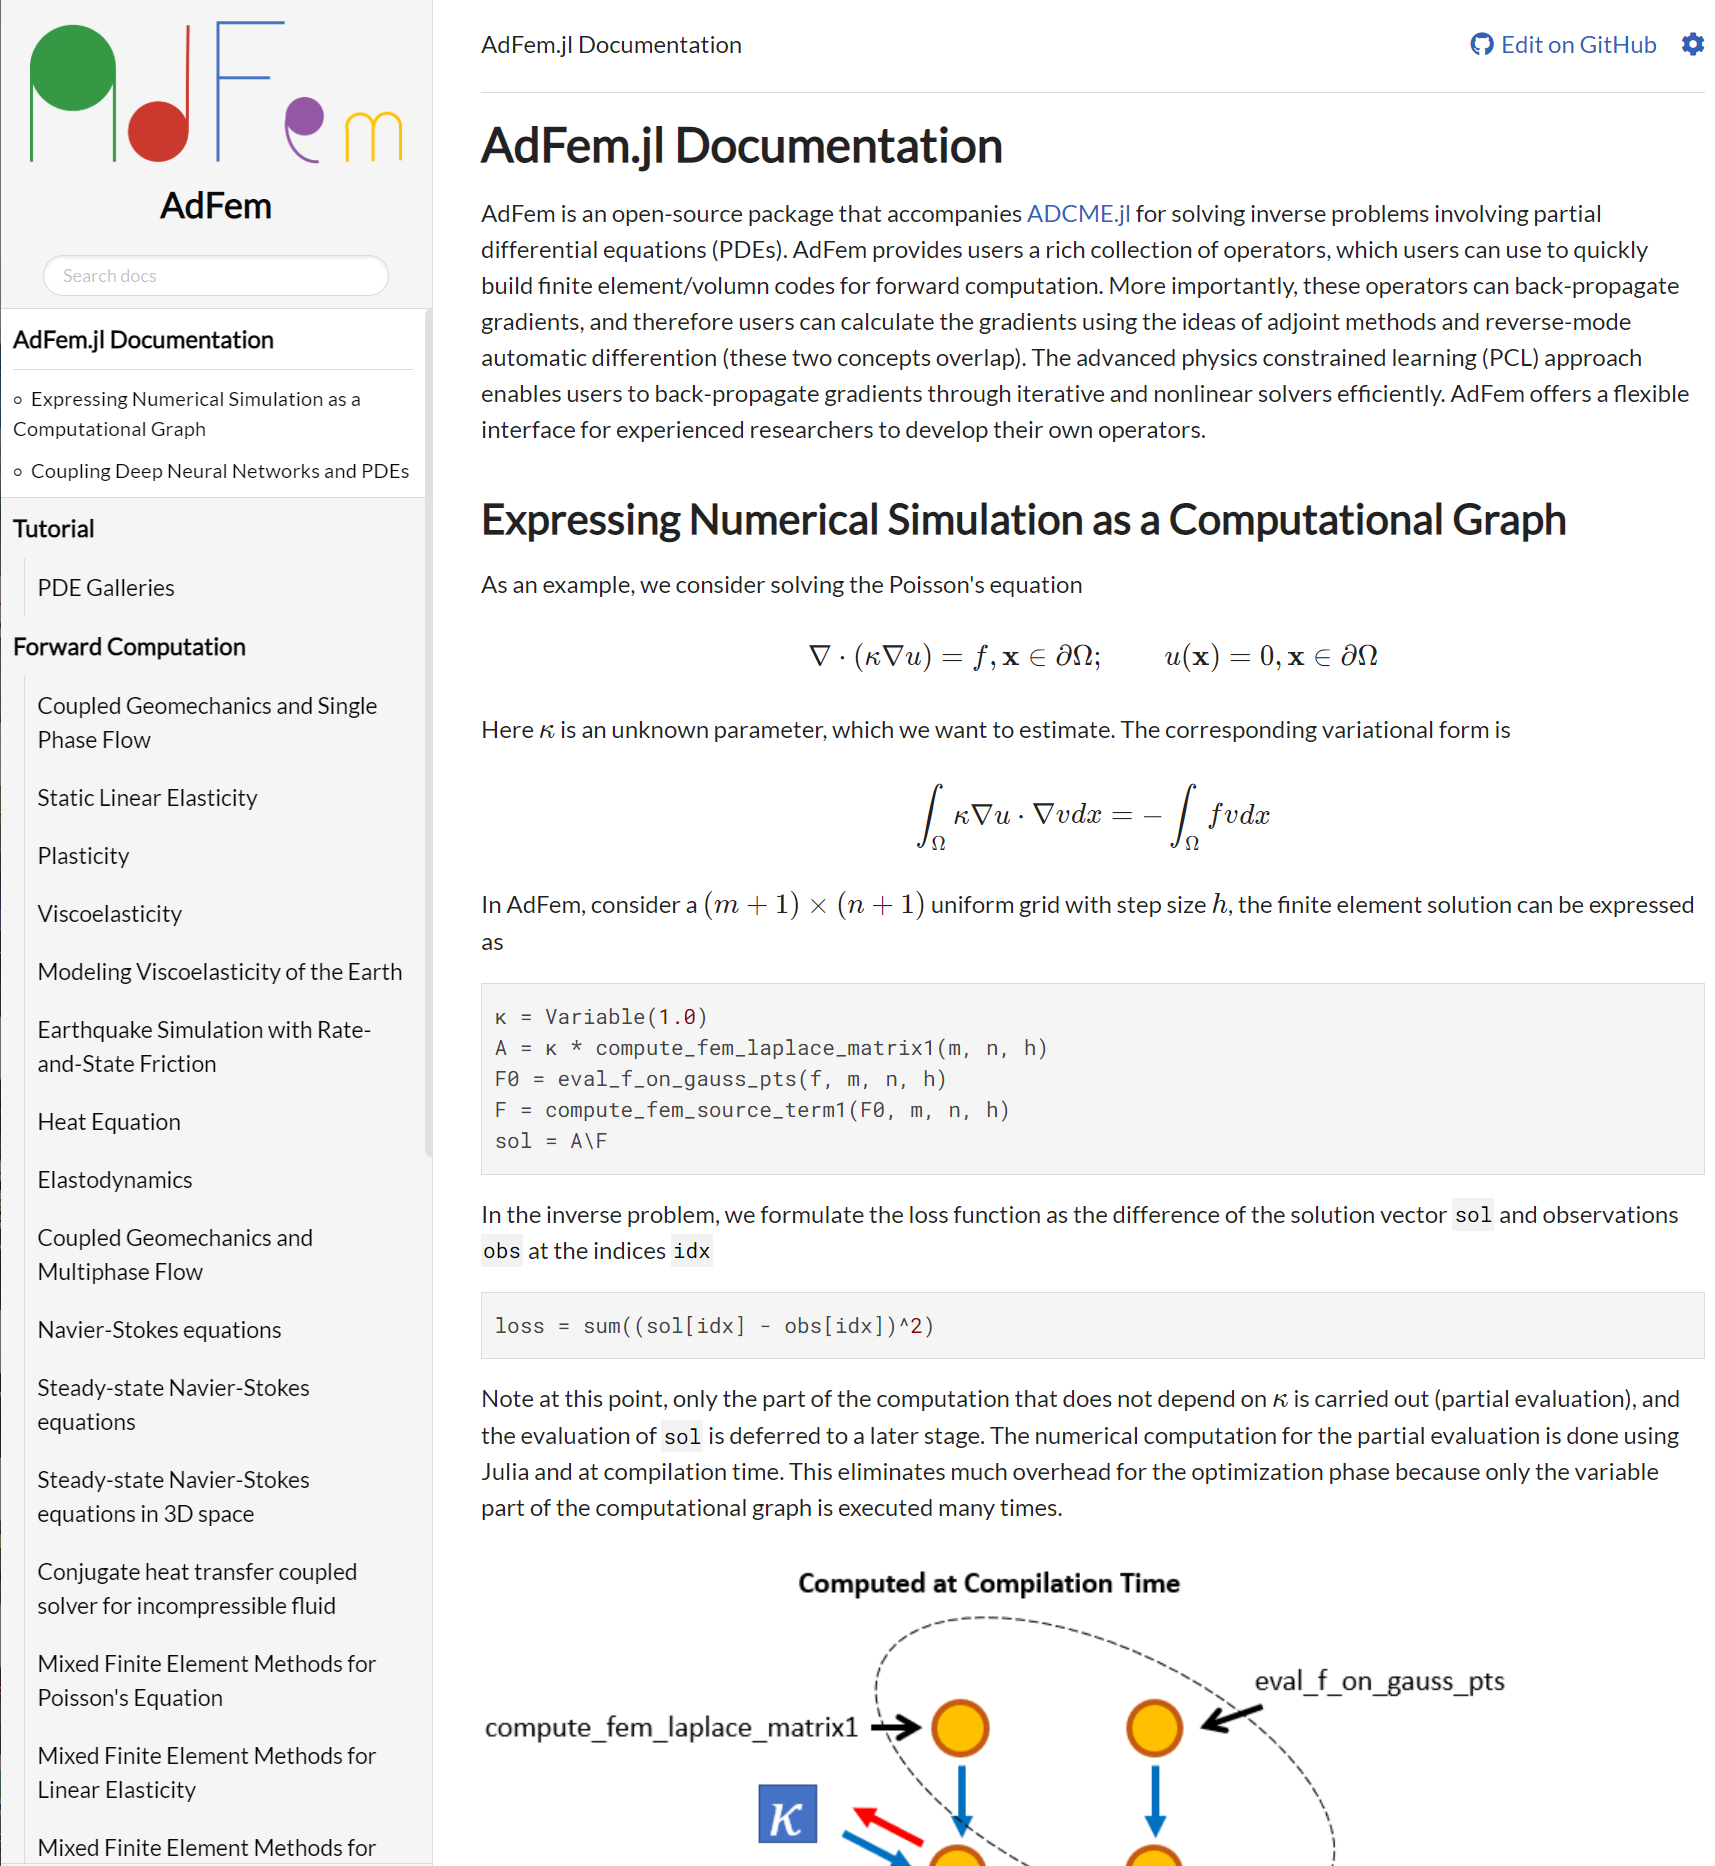 AdFem
AdFem
Search docs
AdFem.jl Documentation
Expressing Numerical Simulation as a
Computational Graph
Coupling Deep Neural Networks and PDEs
Tutorial
PDE Galleries
Forward Computation
Coupled Geomechanics and Single
Phase Flow
Static Linear Elasticity
Plasticity
Viscoelasticity
Modeling Viscoelasticity of the Earth
Earthquake Simulation with Rate-
and-State Friction
Heat Equation
Elastodynamics
Coupled Geomechanics and
Multiphase Flow
Navier-Stokes equations
Steady-state Navier-Stokes
equations
Steady-state Navier-Stokes
equations in 3D space
Conjugate heat transfer coupled
solver for incompressible fluid
Mixed Finite Element Methods for
Poisson's Equation
Mixed Finite Element Methods for
Linear Elasticity
Mixed Finite Element Methods for
AdFem.jl Documentation
Edit on GitHub
AdFem.jl Documentation
AdFem is an open-source package that accompanies ADCME.jl for solving inverse problems involving partial
differential equations (PDEs). AdFem provides users a rich collection of operators, which users can use to quickly
build finite element/volumn codes for forward computation. More importantly, these operators can back-propagate
gradients, and therefore users can calculate the gradients using the ideas of adjoint methods and reverse-mode
automatic differention (these two concepts overlap). The advanced physics constrained learning (PCL) approach
enables users to back-propagate gradients through iterative and nonlinear solvers efficiently. AdFem offers a flexible
interface for experienced researchers to develop their own operators.
Expressing Numerical Simulation as a Computational Graph
As an example, we consider solving the Poisson's equation
∇ · (κ∇u) = f, x ∈ ∂Ω; u(x) = 0, x ∈ ∂Ω
Here κ is an unknown parameter, which we want to estimate. The corresponding variational form is
∫_Ω κ∇u · ∇vdx = − ∫_Ω fvdx
In AdFem, consider a (m + 1) × (n + 1) uniform grid with step size h, the finite element solution can be expressed
as
κ = Variable(1.0)
A = κ * compute_fem_laplace_matrix1(m, n, h)
F0 = eval_f_on_gauss_pts(f, m, n, h)
F = compute_fem_source_term1(F0, m, n, h)
sol = A\F
In the inverse problem, we formulate the loss function as the difference of the solution vector sol and observations
obs at the indices idx
loss = sum((sol[idx] - obs[idx])^2)
Note at this point, only the part of the computation that does not depend on κ is carried out (partial evaluation), and
the evaluation of sol is deferred to a later stage. The numerical computation for the partial evaluation is done using
Julia and at compilation time. This eliminates much overhead for the optimization phase because only the variable
part of the computational graph is executed many times.
Computed at Compilation Time
eval_f_on_gauss_pts
compute_fem_laplace_matrix1
κ